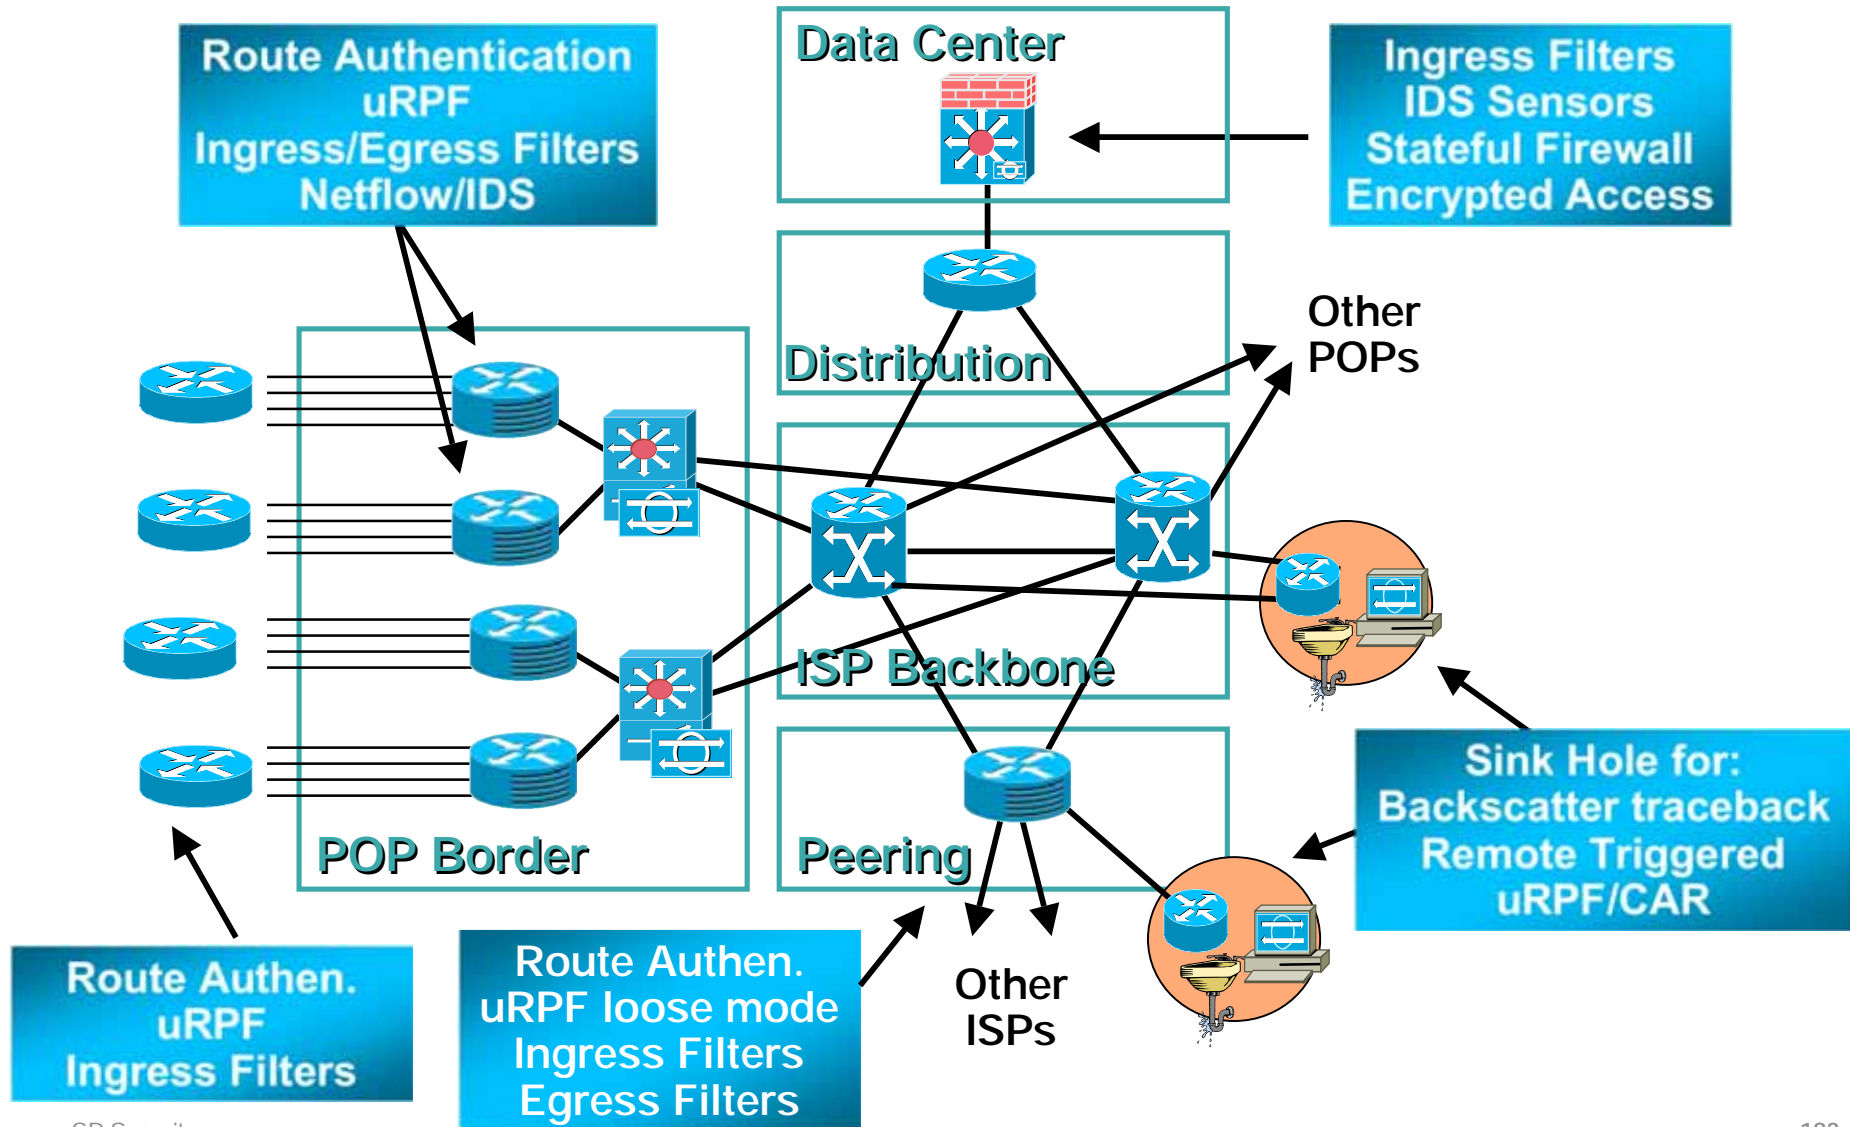 Route Authentication
uRPF
Ingress/Egress Filters
Netflow/IDS
Data Center
Ingress Filters
IDS Sensors
Stateful Firewall
Encrypted Access
Other
POPs
Distribution
ISP Backbone
POP Border
Peering
Sink Hole for:
Backscatter traceback
Remote Triggered
uRPF/CAR
Route Authen.
uRPF
Ingress Filters
Route Authen.
uRPF loose mode
Ingress Filters
Egress Filters
Other
ISPs